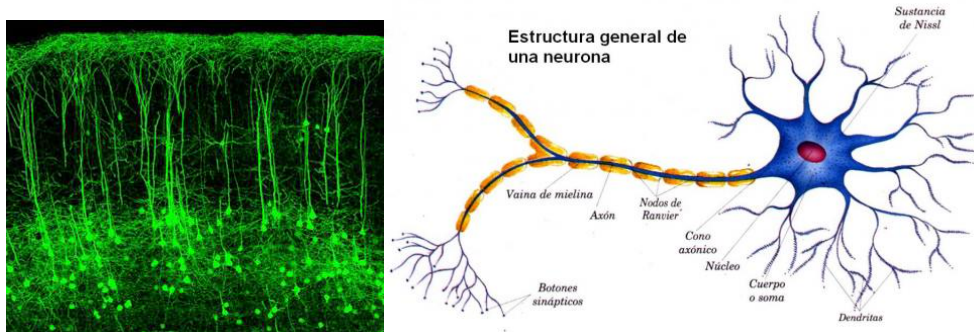 Estructura general de
una neurona
Sustancia
de Nissl
Vaina de mielina
Axón
Nodos de
Ranvier
Cono
axónico
Núcleo
Cuerpo
o soma
Dendritas
Botones
sinápticos